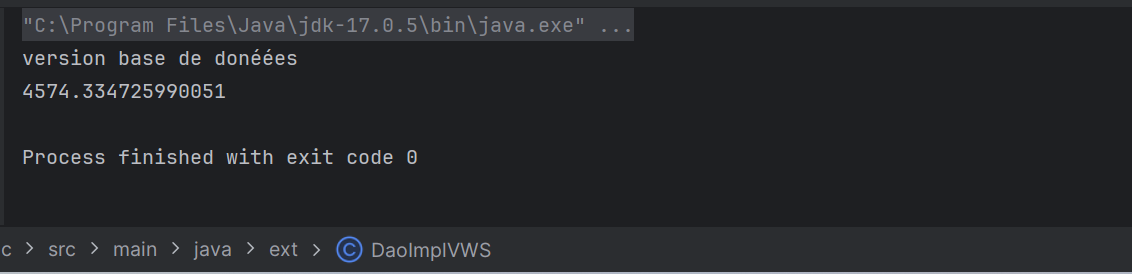 "C:\Program Files\Java\jdk-17.0.5\bin\java.exe" ...
version base de donéées
4574.334725990051
Process finished with exit code 0
c > src > main > java > ext > DaoImplVWS